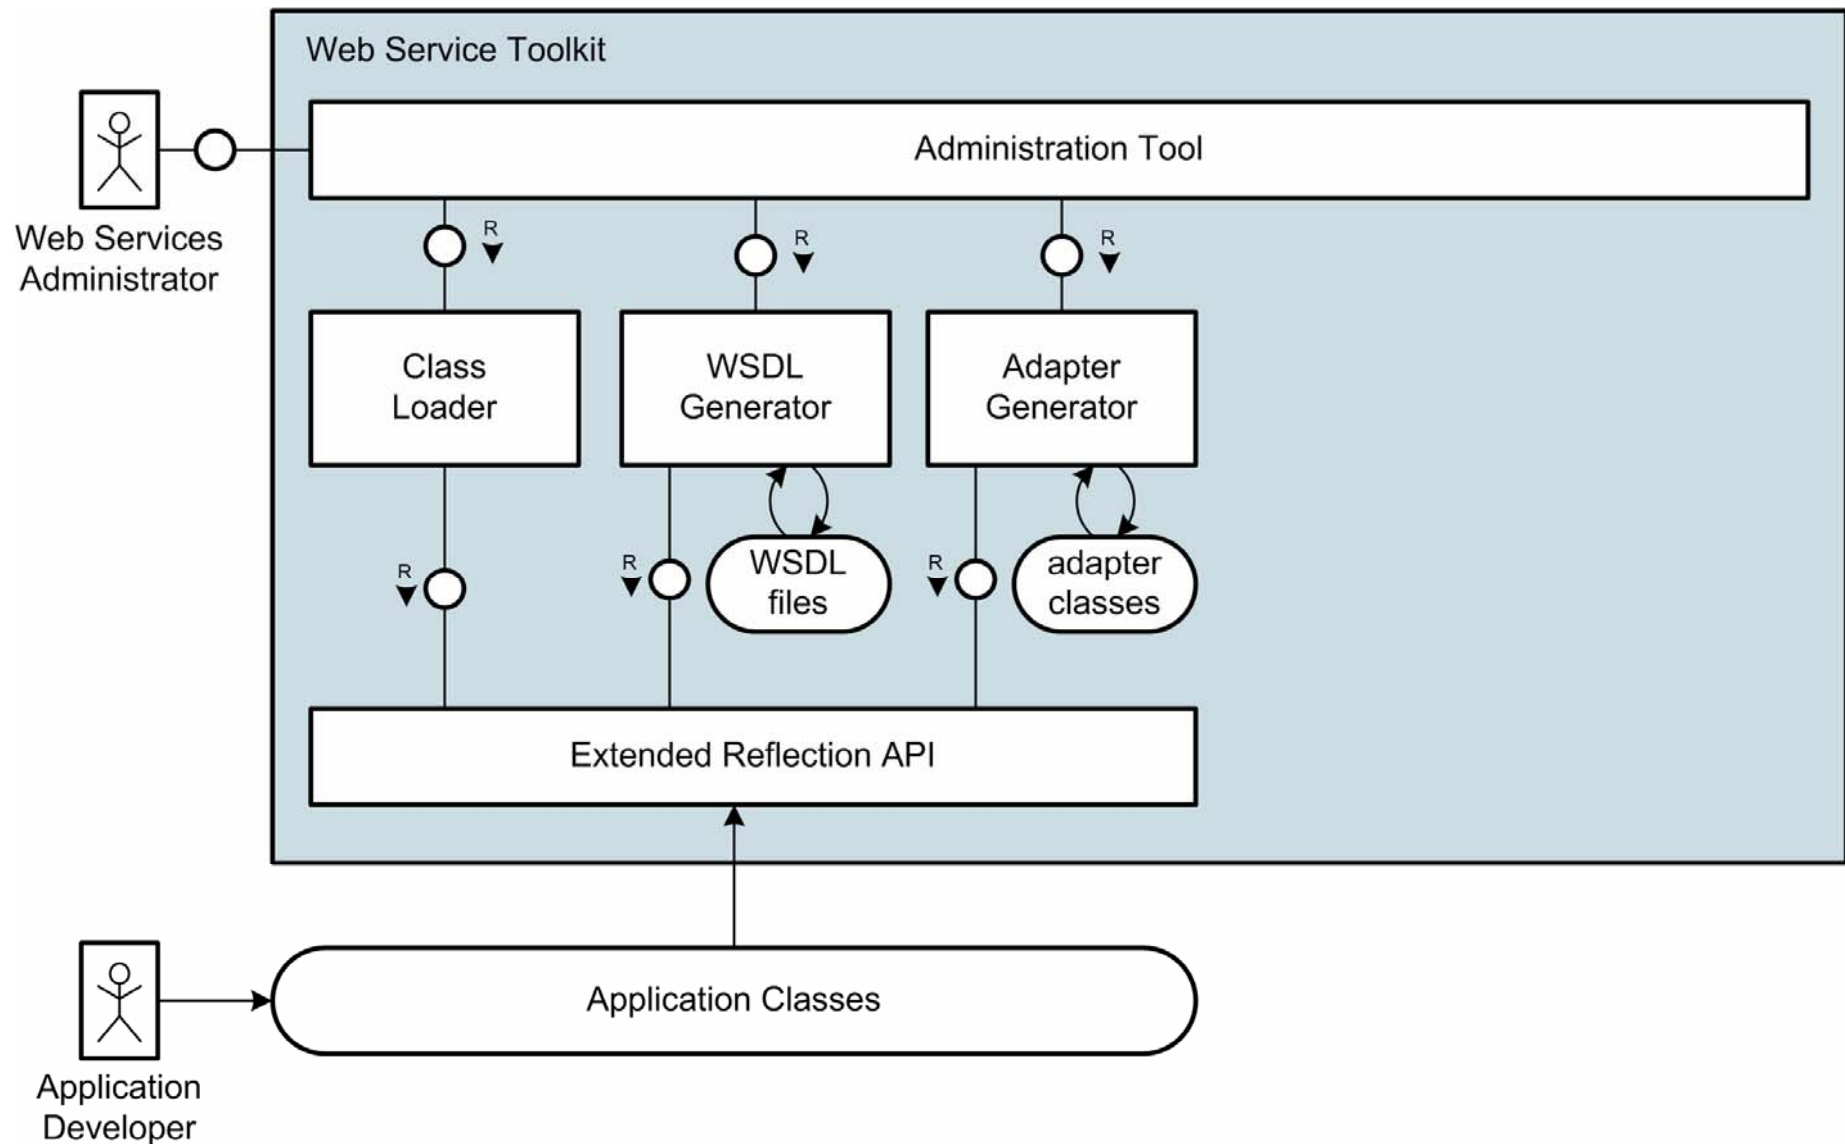 Web Service Toolkit
Administration Tool
Web Services
Administrator
R
R
R
Class
Loader
WSDL
Generator
Adapter
Generator
R
R
R
WSDL
files
adapter
classes
Extended Reflection API
Application Classes
Application
Developer